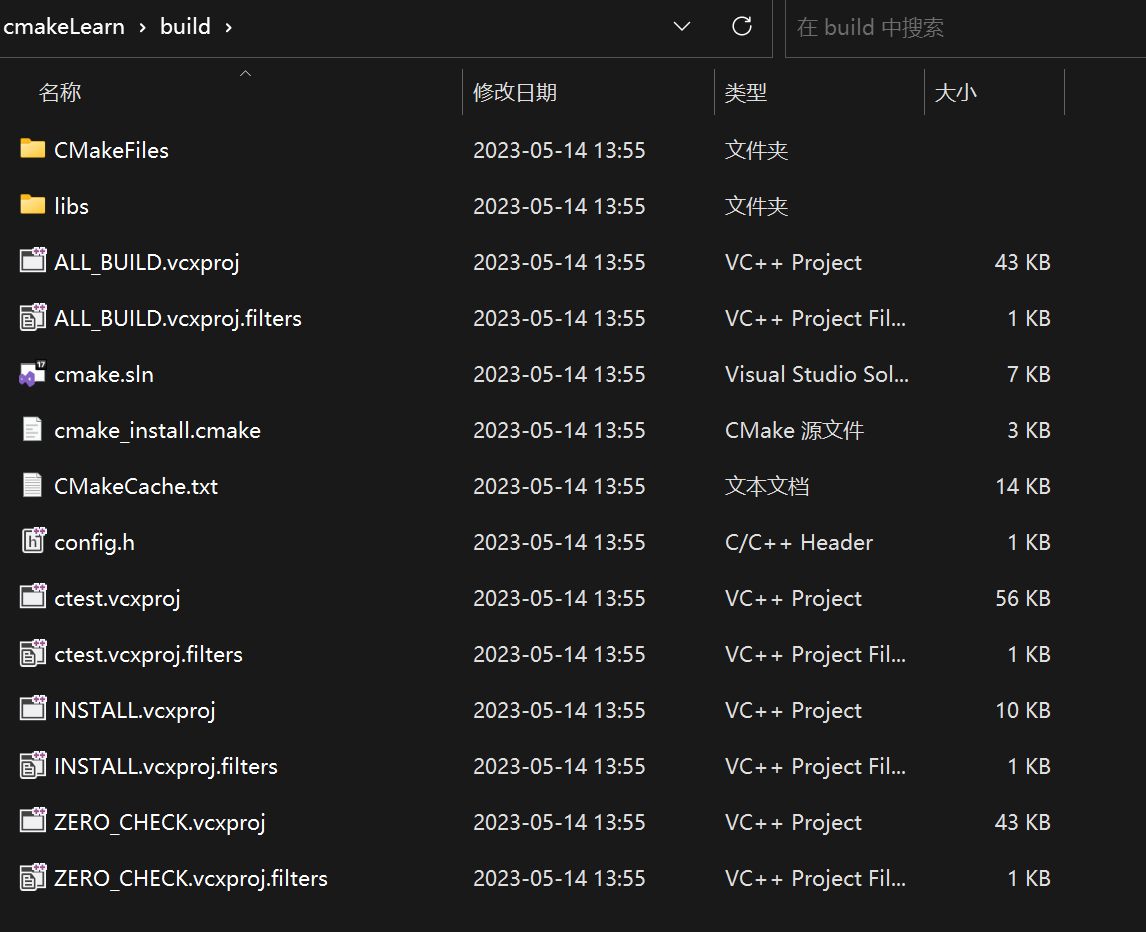 cmakeLearn › build ›
在 build 中搜索
名称 修改日期 类型 大小
CMakeFiles 2023-05-14 13:55 文件夹
libs 2023-05-14 13:55 文件夹
ALL_BUILD.vcxproj 2023-05-14 13:55 VC++ Project 43 KB
ALL_BUILD.vcxproj.filters 2023-05-14 13:55 VC++ Project Fil... 1 KB
cmake.sln 2023-05-14 13:55 Visual Studio Sol... 7 KB
cmake_install.cmake 2023-05-14 13:55 CMake 源文件 3 KB
CMakeCache.txt 2023-05-14 13:55 文本文档 14 KB
config.h 2023-05-14 13:55 C/C++ Header 1 KB
ctest.vcxproj 2023-05-14 13:55 VC++ Project 56 KB
ctest.vcxproj.filters 2023-05-14 13:55 VC++ Project Fil... 1 KB
INSTALL.vcxproj 2023-05-14 13:55 VC++ Project 10 KB
INSTALL.vcxproj.filters 2023-05-14 13:55 VC++ Project Fil... 1 KB
ZERO_CHECK.vcxproj 2023-05-14 13:55 VC++ Project 43 KB
ZERO_CHECK.vcxproj.filters 2023-05-14 13:55 VC++ Project Fil... 1 KB